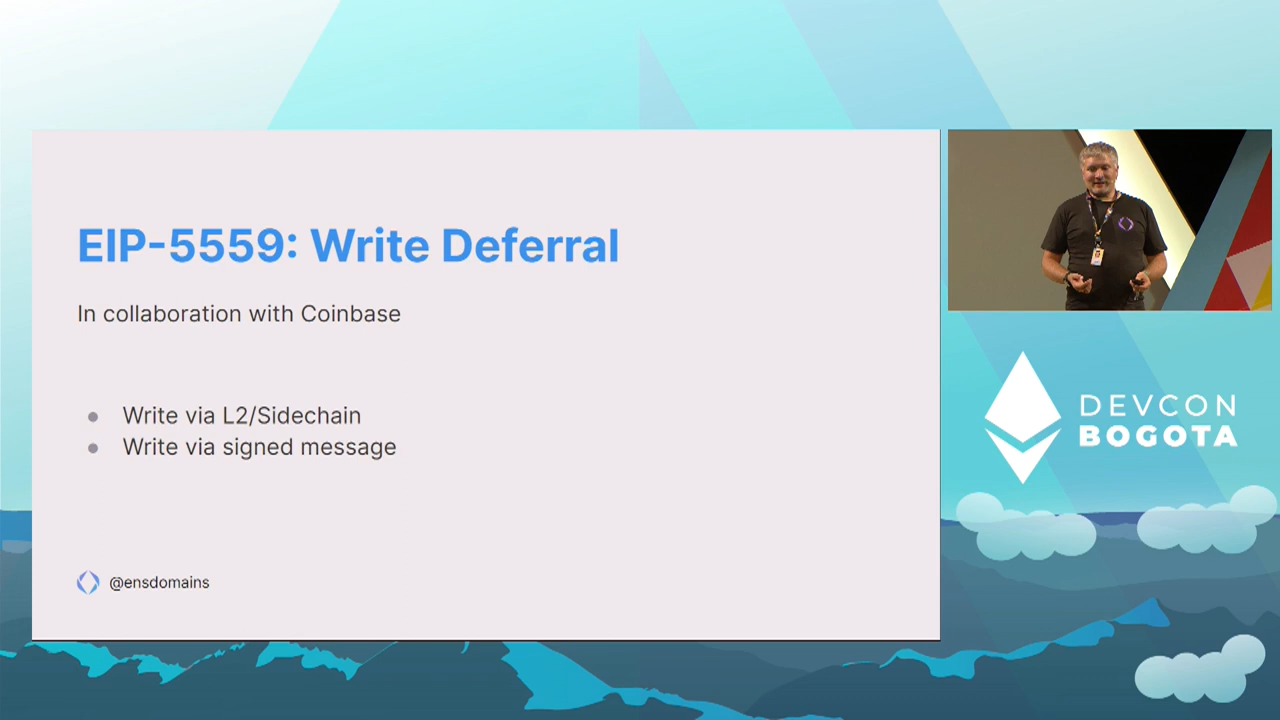 EIP-5559: Write Deferral
In collaboration with Coinbase
Write via L2/Sidechain
Write via signed message
@ensdomains
DEVCON
BOGOTA